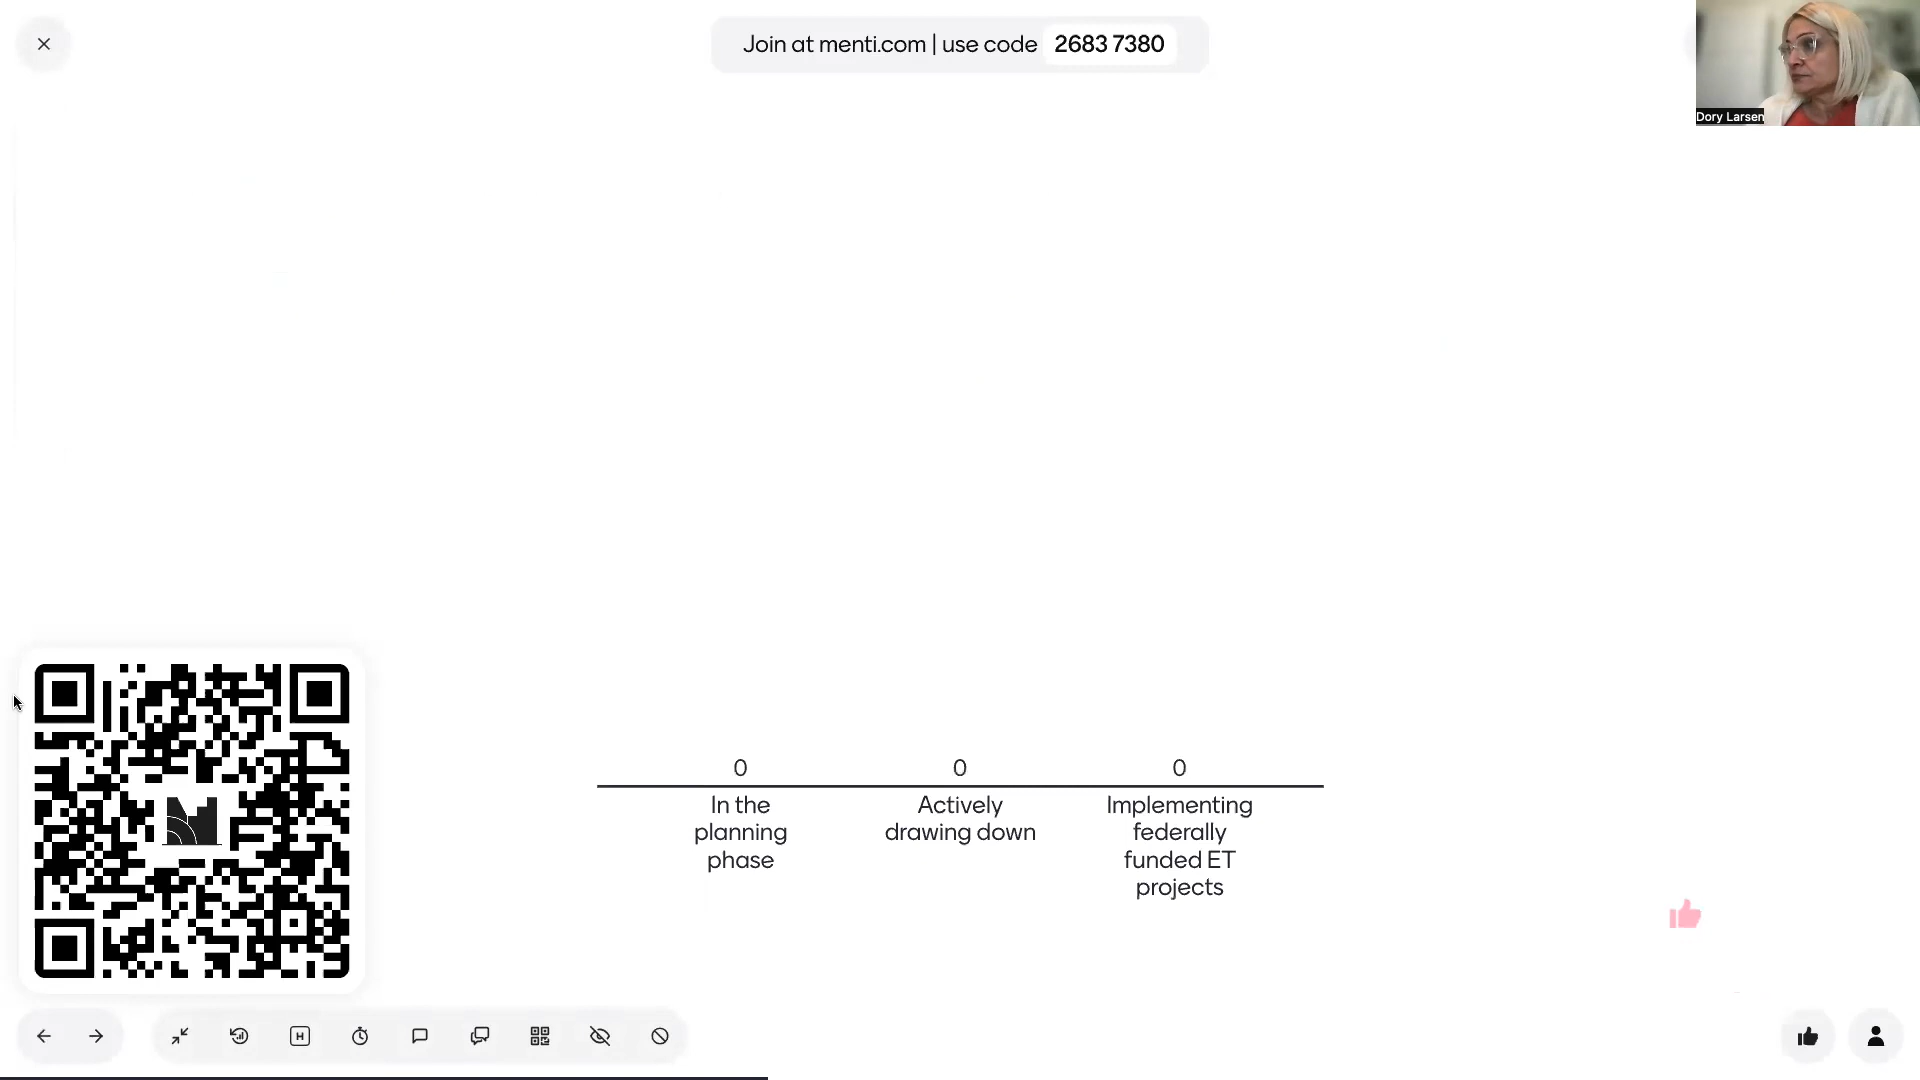 Join at menti.com | use code 2683 7380
Dory Larsen
0 0 0
In the planning phase
Actively drawing down
Implementing federally funded ET projects
H